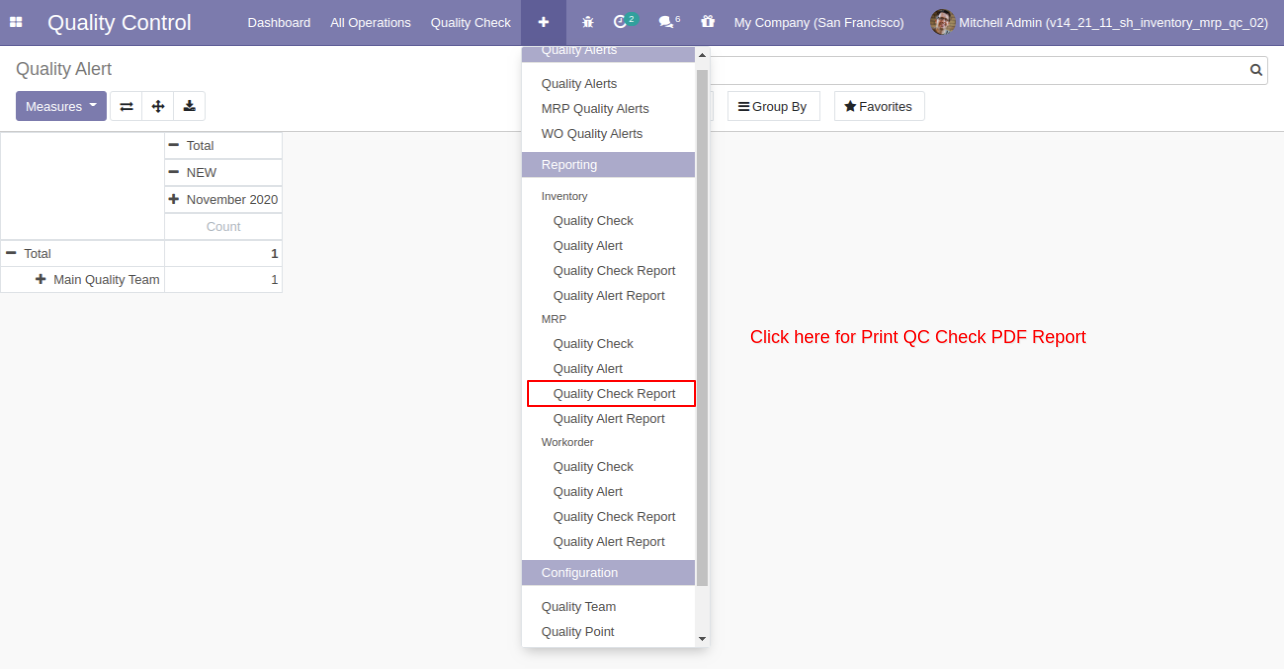 Quality Control Dashboard All Operations Quality Check 2 6 My Company (San Francisco) Mitchell Admin (v14_21_11_sh_inventory_mrp_qc_02)
Quality Alert
Measures
Group By Favorites
Total
NEW
November 2020
Count
Total 1
Main Quality Team 1
Quality Alerts
Quality Alerts
MRP Quality Alerts
WO Quality Alerts
Reporting
Inventory
Quality Check
Quality Alert
Quality Check Report
Quality Alert Report
MRP
Quality Check
Quality Alert
Quality Check Report
Quality Alert Report
Workorder
Quality Check
Quality Alert
Quality Check Report
Quality Alert Report
Configuration
Quality Team
Quality Point
Click here for Print QC Check PDF Report